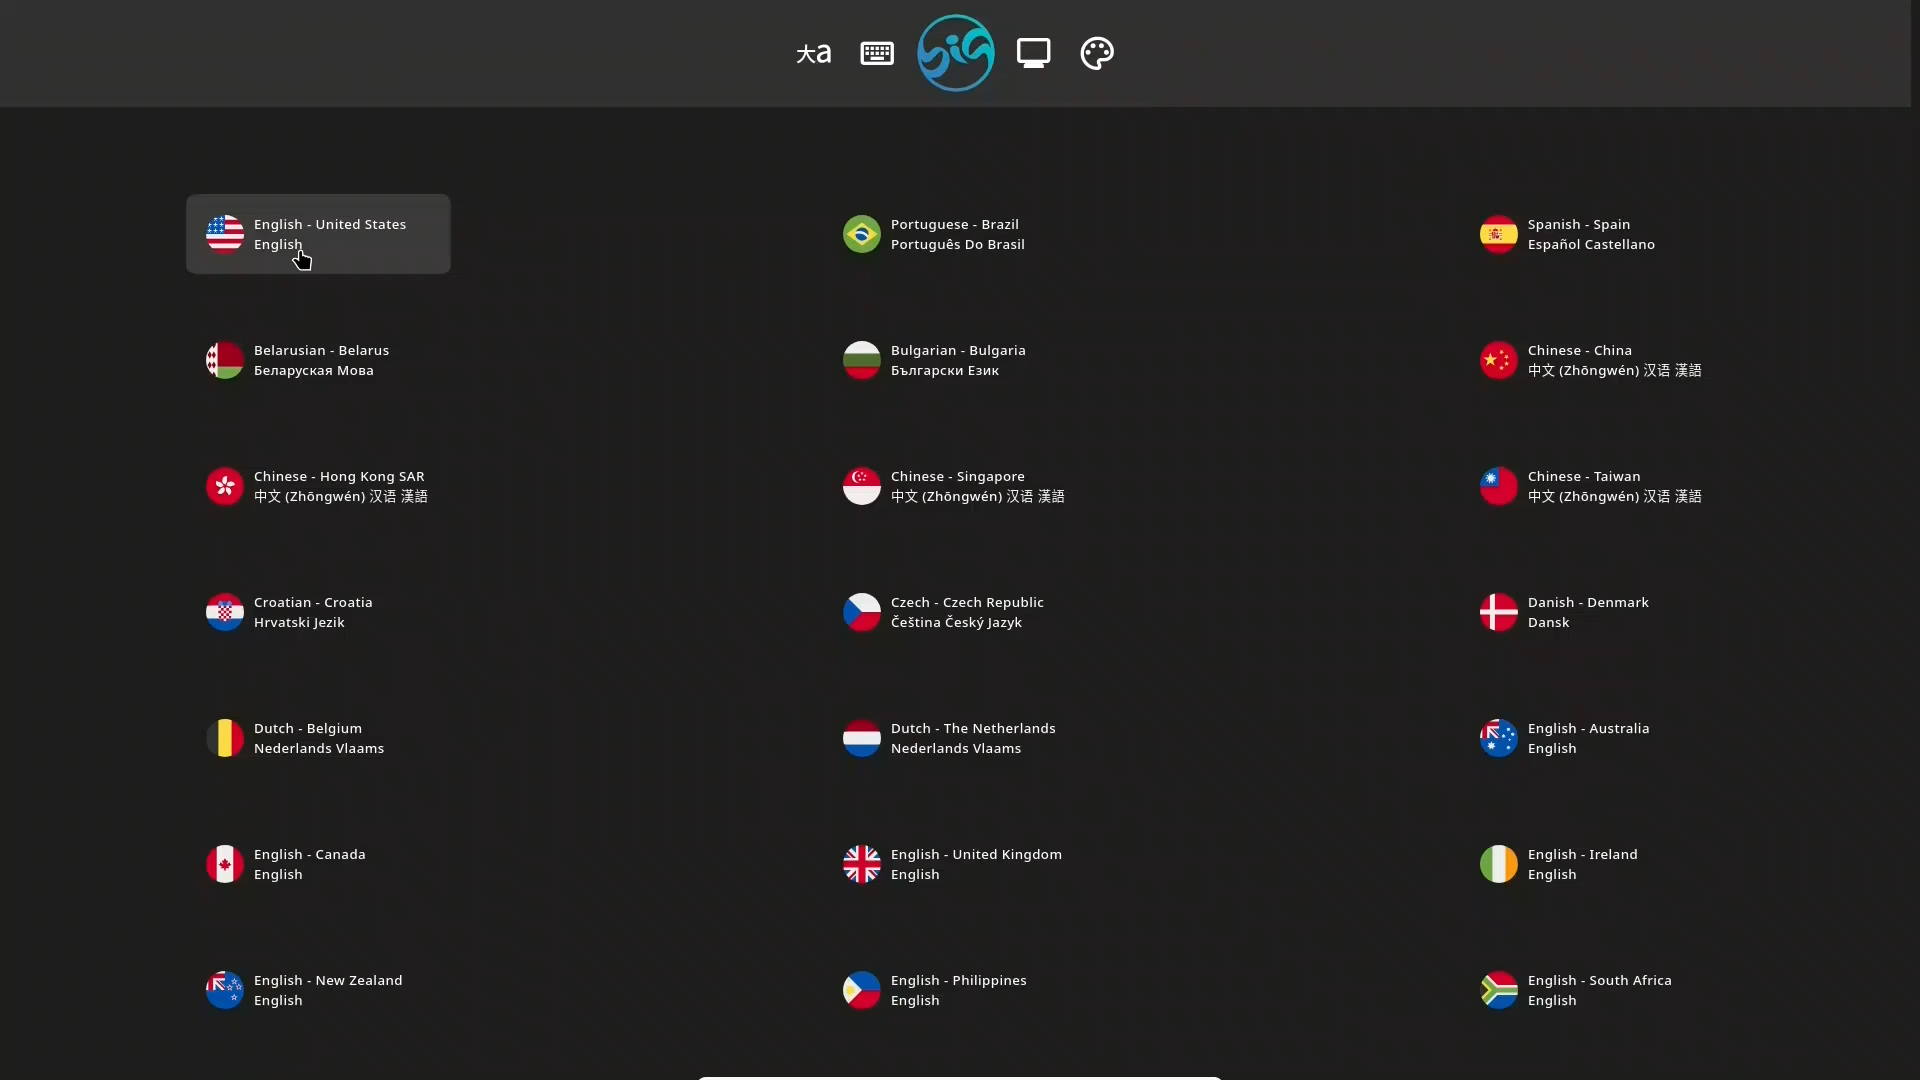 大a
big
English - United States
English
Portuguese - Brazil
Português Do Brasil
Spanish - Spain
Español Castellano
Belarusian - Belarus
Беларуская Мова
Bulgarian - Bulgaria
Български Език
Chinese - China
中文 (Zhōngwén) 汉语 漢語
Chinese - Hong Kong SAR
中文 (Zhōngwén) 汉语 漢語
Chinese - Singapore
中文 (Zhōngwén) 汉语 漢語
Chinese - Taiwan
中文 (Zhōngwén) 汉语 漢語
Croatian - Croatia
Hrvatski Jezik
Czech - Czech Republic
Čeština Český Jazyk
Danish - Denmark
Dansk
Dutch - Belgium
Nederlands Vlaams
Dutch - The Netherlands
Nederlands Vlaams
English - Australia
English
English - Canada
English
English - United Kingdom
English
English - Ireland
English
English - New Zealand
English
English - Philippines
English
English - South Africa
English